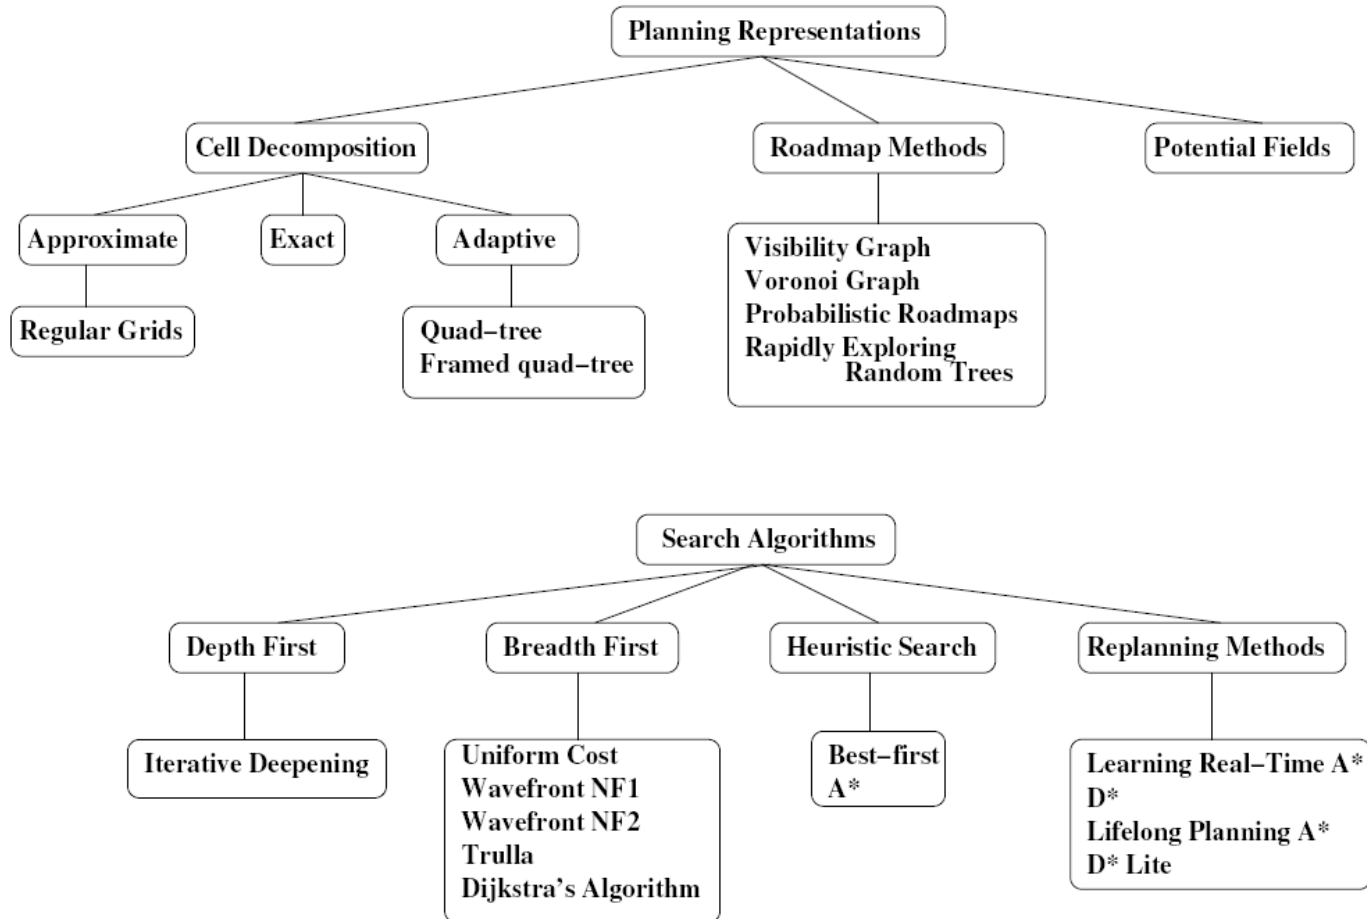 Planning Representations
Cell Decomposition
Roadmap Methods
Potential Fields
Approximate
Exact
Adaptive
Regular Grids
Quad-tree
Framed quad-tree
Visibility Graph
Voronoi Graph
Probabilistic Roadmaps
Rapidly Exploring
Random Trees
Search Algorithms
Depth First
Breadth First
Heuristic Search
Replanning Methods
Iterative Deepening
Uniform Cost
Wavefront NF1
Wavefront NF2
Trulla
Dijkstra's Algorithm
Best-first
A*
Learning Real-Time A*
D*
Lifelong Planning A*
D* Lite